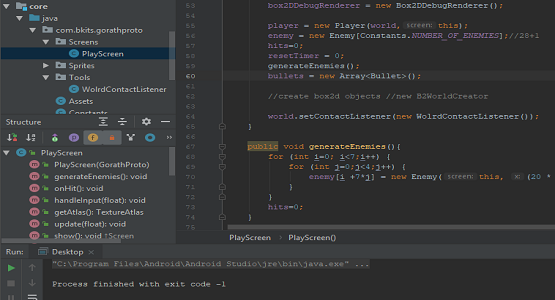 core
java
com.bkits.gorathproto
Screens
PlayScreen
Sprites
Tools
WolrdContactListener
Assets
Constants
Structure
PlayScreen
PlayScreen(GorathProto)
generateEnemies(): void
onHit(): void
handleInput(float): void
getAtlas(): TextureAtlas
update(float): void
show(): void ↑Screen
53 box2DDebugRenderer = new Box2DDebugRenderer();
54
55 player = new Player(world, screen: this);
56 enemy = new Enemy[Constants.NUMBER_OF_ENEMIES];//28+1
57 hits=0;
58 resetTimer = 0;
59 generateEnemies();
60 bullets = new Array<Bullet>();
61
62 //create box2d objects //new B2WorldCreator
63
64 world.setContactListener(new WolrdContactListener());
65 }
66
67 public void generateEnemies(){
68 for (int i=0; i<7;i++) {
69 for (int j=0;j<4;j++) {
70 enemy[i +7*j] = new Enemy( screen: this, x: (20 *
71 }
72 }
73 hits=0;
74 }
75
PlayScreen › PlayScreen()
Run: Desktop ×
"C:\Program Files\Android\Android Studio\jre\bin\java.exe" ...
Process finished with exit code -1